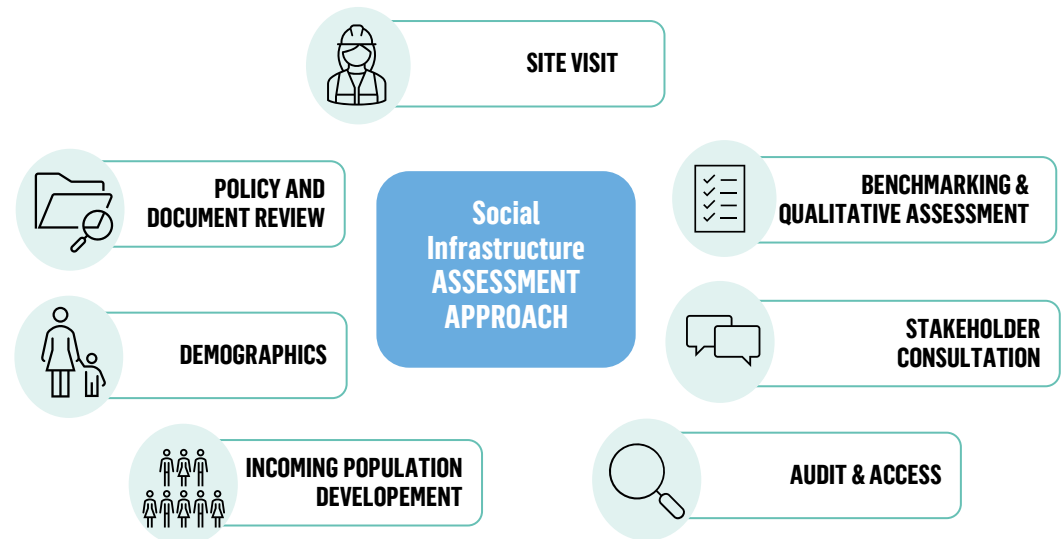 SITE VISIT
POLICY AND
DOCUMENT REVIEW
BENCHMARKING &
QUALITATIVE ASSESSMENT
Social
Infrastructure
ASSESSMENT
APPROACH
DEMOGRAPHICS
STAKEHOLDER
CONSULTATION
INCOMING POPULATION
DEVELOPEMENT
AUDIT & ACCESS